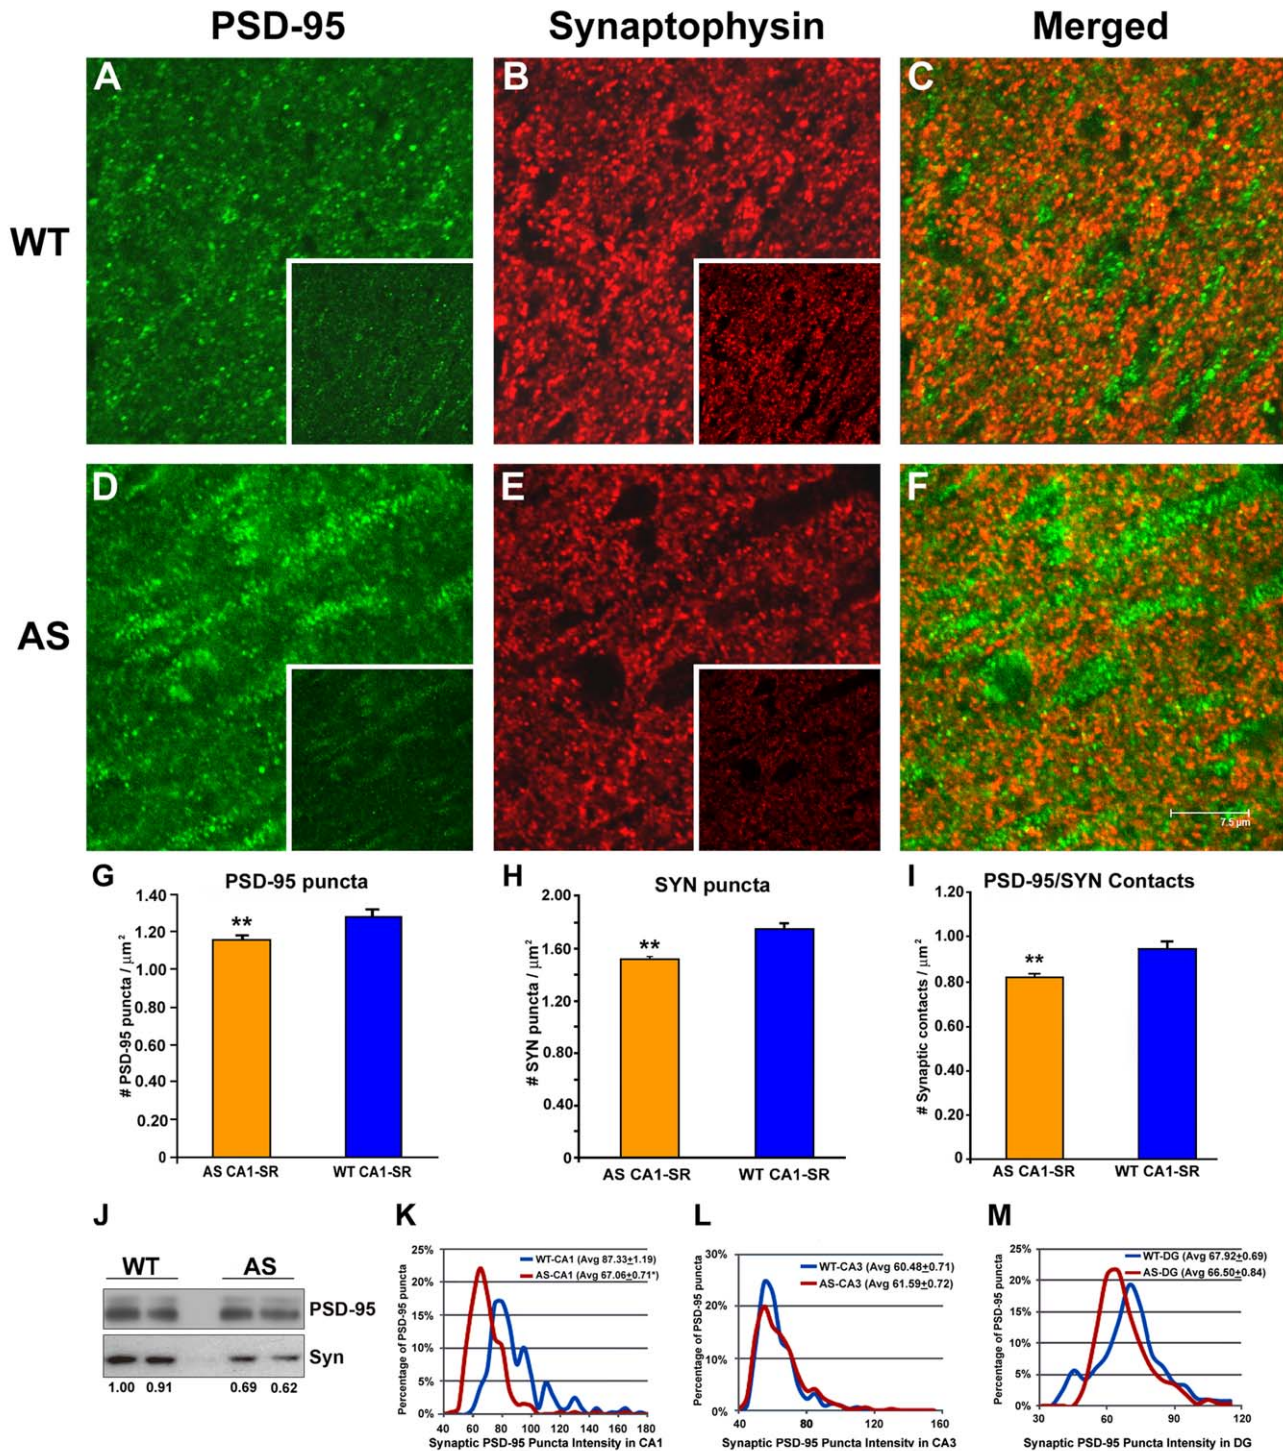 PSD-95 Synaptophysin Merged
WT
A
B
C
AS
D
E
F
7.5 µm
G
PSD-95 puncta
# PSD-95 puncta / µm²
1.40
1.20
1.00
0.80
0.60
0.40
0.20
0
**
AS CA1-SR WT CA1-SR
H
SYN puncta
# SYN puncta / µm²
2.00
1.60
1.20
0.80
0.40
0
**
AS CA1-SR WT CA1-SR
I
PSD-95/SYN Contacts
# Synaptic contacts / µm²
1.20
1.00
0.80
0.60
0.40
0.20
0
**
AS CA1-SR WT CA1-SR
J
WT AS
PSD-95
Syn
1.00 0.91 0.69 0.62
K
Percentage of PSD-95 puncta
25%
20%
15%
10%
5%
0%
WT-CA1 (Avg 87.33±1.19)
AS-CA1 (Avg 67.06±0.71*)
40 60 80 100 120 140 160 180
Synaptic PSD-95 Puncta Intensity in CA1
L
Percentage of PSD-95 puncta
30%
20%
10%
0%
WT-CA3 (Avg 60.48±0.71)
AS-CA3 (Avg 61.59±0.72)
40 80 120 160
Synaptic PSD-95 Puncta Intensity in CA3
M
Percentage of PSD-95 puncta
25%
20%
15%
10%
5%
0%
WT-DG (Avg 67.92±0.69)
AS-DG (Avg 66.50±0.84)
30 60 90 120
Synaptic PSD-95 Puncta Intensity in DG